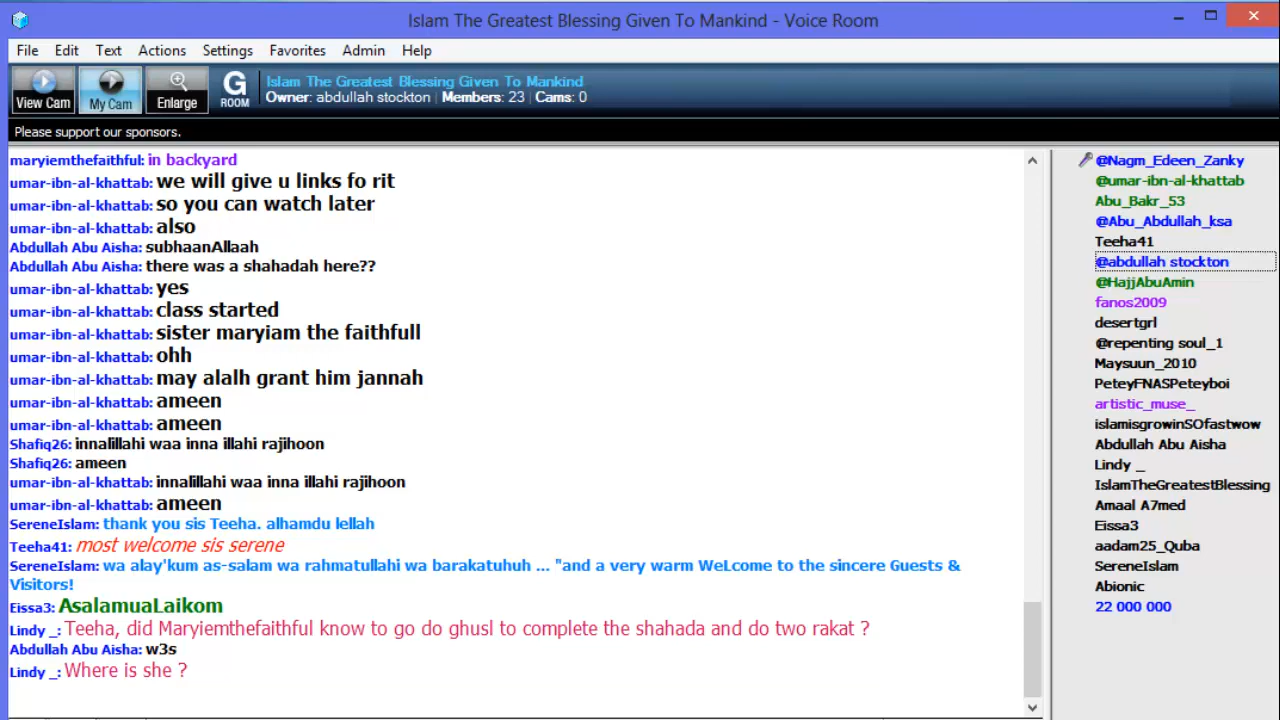 Islam The Greatest Blessing Given To Mankind - Voice Room
File Edit Text Actions Settings Favorites Admin Help
View Cam My Cam Enlarge G ROOM
Islam The Greatest Blessing Given To Mankind
Owner: abdullah stockton | Members: 23 | Cams: 0
Please support our sponsors.
maryiemthefaithful: in backyard
umar-ibn-al-khattab: we will give u links fo rit
umar-ibn-al-khattab: so you can watch later
umar-ibn-al-khattab: also
Abdullah Abu Aisha: subhaanAllaah
Abdullah Abu Aisha: there was a shahadah here??
umar-ibn-al-khattab: yes
umar-ibn-al-khattab: class started
umar-ibn-al-khattab: sister maryiam the faithfull
umar-ibn-al-khattab: ohh
umar-ibn-al-khattab: may alalh grant him jannah
umar-ibn-al-khattab: ameen
umar-ibn-al-khattab: ameen
Shafiq26: innalillahi waa inna illahi rajihoon
Shafiq26: ameen
umar-ibn-al-khattab: innalillahi waa inna illahi rajihoon
umar-ibn-al-khattab: ameen
SereneIslam: thank you sis Teeha. alhamdu lellah
Teeha41: most welcome sis serene
SereneIslam: wa alay'kum as-salam wa rahmatullahi wa barakatuhuh ... "and a very warm WeLcome to the sincere Guests &
Visitors!
Eissa3: AsalamuaLaikom
Lindy _: Teeha, did Maryiemthefaithful know to go do ghusl to complete the shahada and do two rakat ?
Abdullah Abu Aisha: w3s
Lindy _: Where is she ?
@Nagm_Edeen_Zanky
@umar-ibn-al-khattab
Abu_Bakr_53
@Abu_Abdullah_ksa
Teeha41
@abdullah stockton
@HajjAbuAmin
fanos2009
desertgrl
@repenting soul_1
Maysuun_2010
PeteyFNASPeteyboi
artistic_muse_
islamisgrowinSOfastwow
Abdullah Abu Aisha
Lindy _
IslamTheGreatestBlessing
Amaal A7med
Eissa3
aadam25_Quba
SereneIslam
Abionic
22 000 000